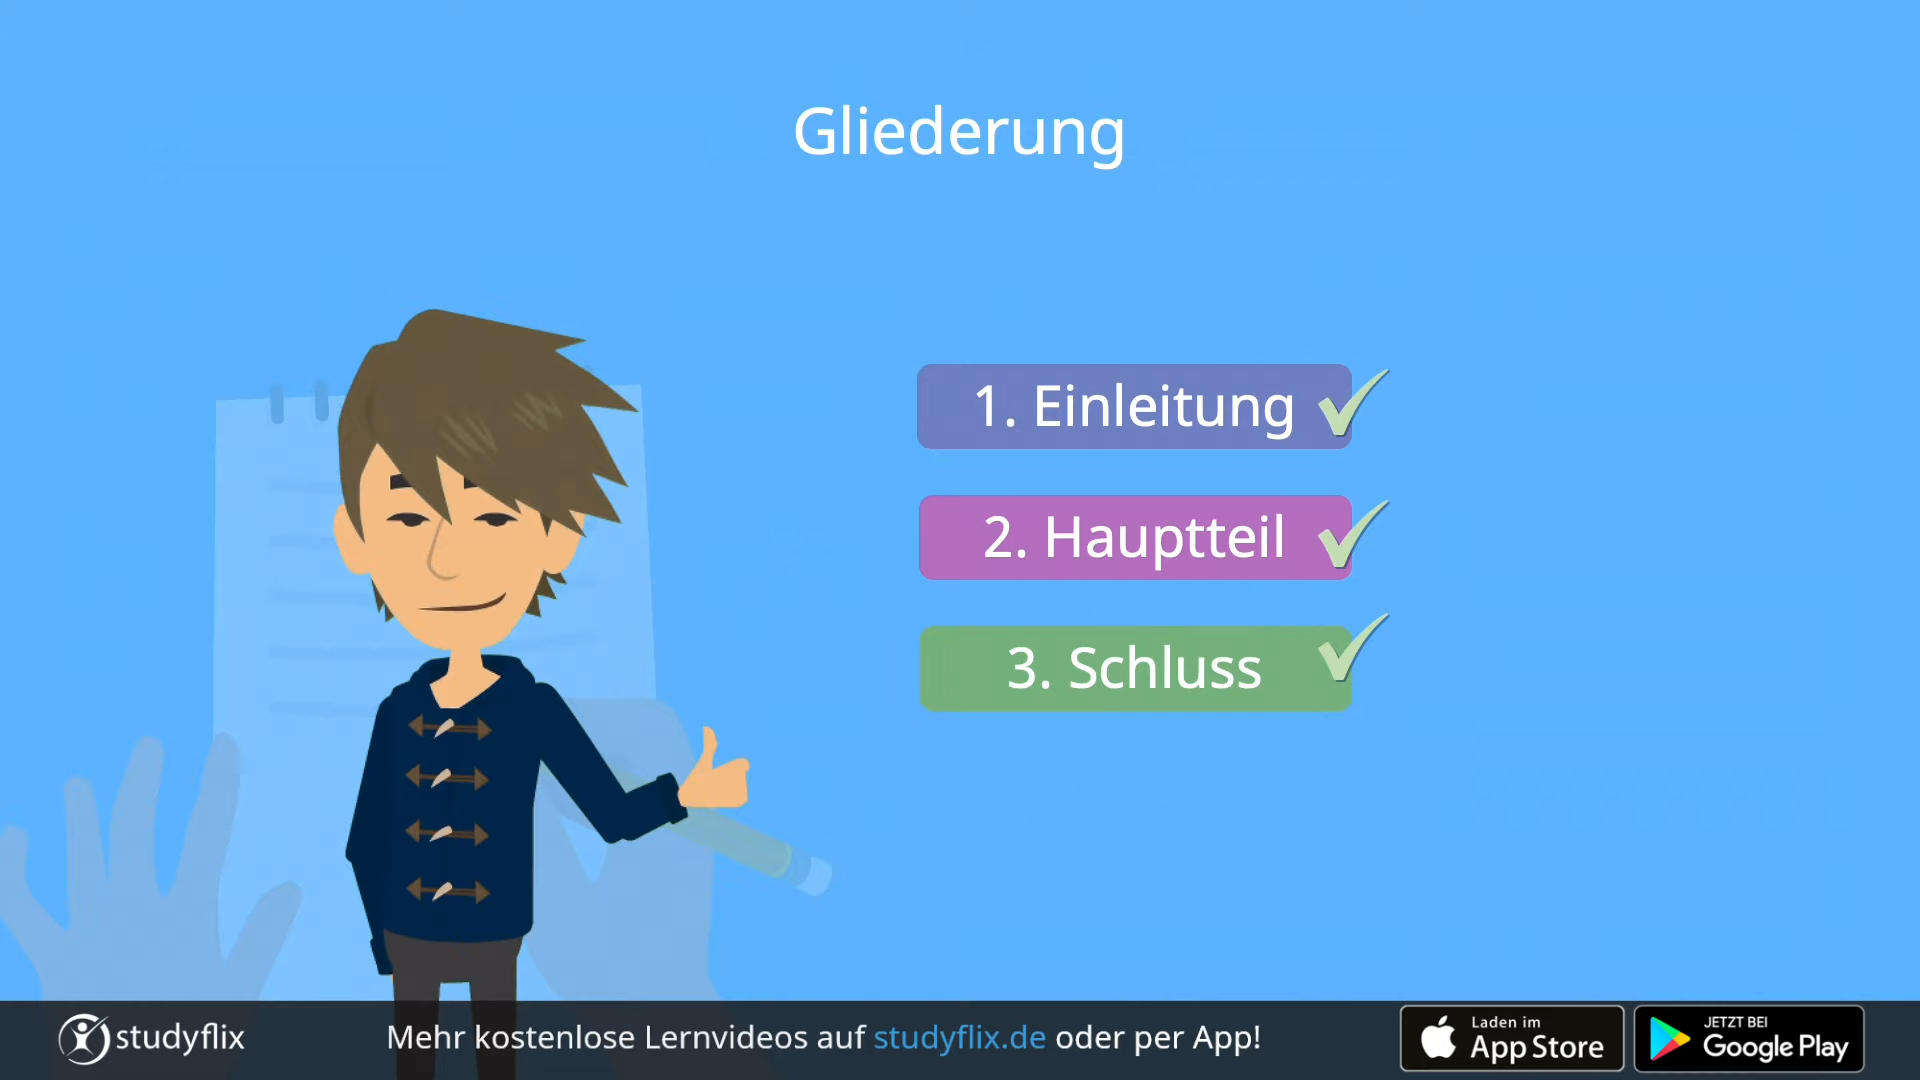 Gliederung
1. Einleitung
2. Hauptteil
3. Schluss
studyflix
Mehr kostenlose Lernvideos auf studyflix.de oder per App!
Laden im
App Store
JETZT BEI
Google Play